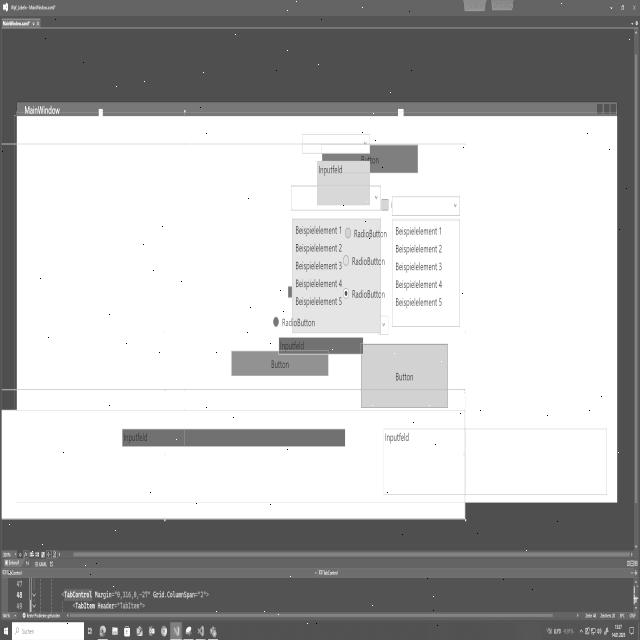 MainWindow.xaml*
MainWindow
Button
Inputfeld
Beispielelement 1
RadioButton
Beispielelement 1
Beispielelement 2
Beispielelement 2
RadioButton
Beispielelement 3
Beispielelement 3
Beispielelement 4
Beispielelement 4
RadioButton
Beispielelement 5
Beispielelement 5
RadioButton
Inputfeld
Button
Button
Inputfeld
Inputfeld
TabControl
TabControl
47
48 <TabControl Margin="0,316,0,-27" Grid.ColumnSpan="2">
49 <TabItem Header="TabItem">
Suchen